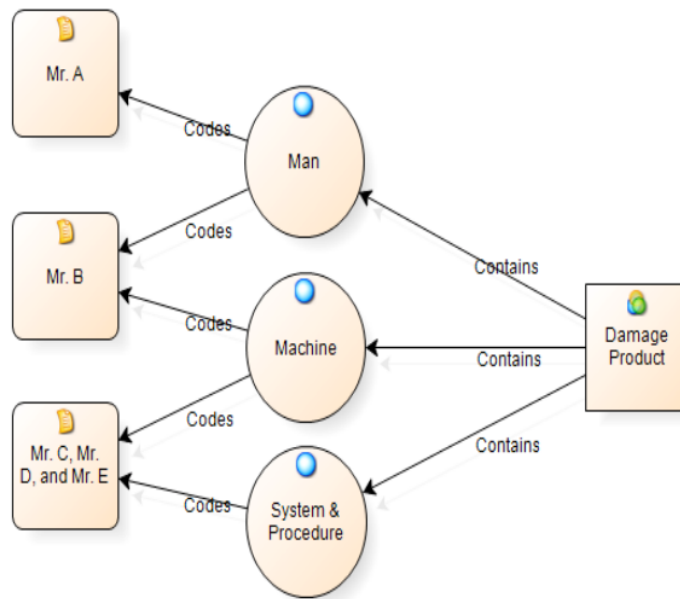 Mr. A
Codes
Man
Codes
Mr. B
Contains
Codes
Machine
Contains
Damage
Product
Codes
Mr. C, Mr.
D, and Mr. E
Contains
Codes
System &
Procedure